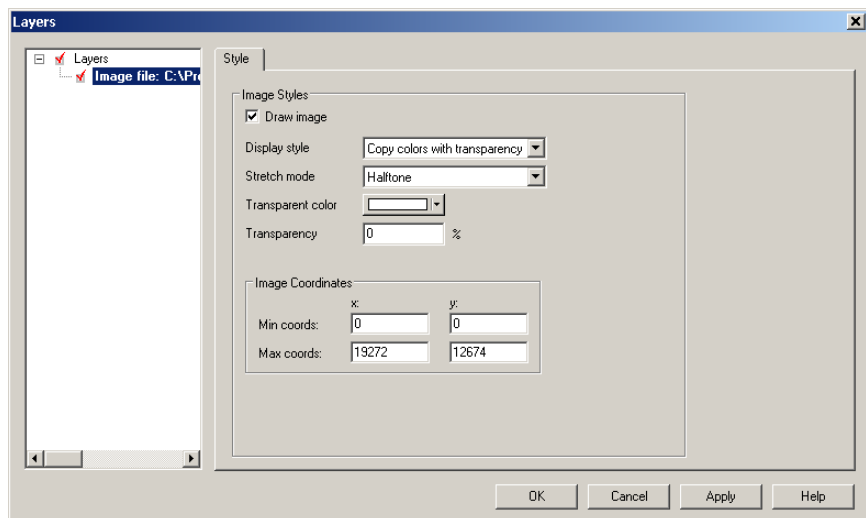 Layers
Layers
Image file: C:\Pr
Style
Image Styles
Draw image
Display style Copy colors with transparency
Stretch mode Halftone
Transparent color
Transparency 0 %
Image Coordinates
x: y:
Min coords: 0 0
Max coords: 19272 12674
OK Cancel Apply Help